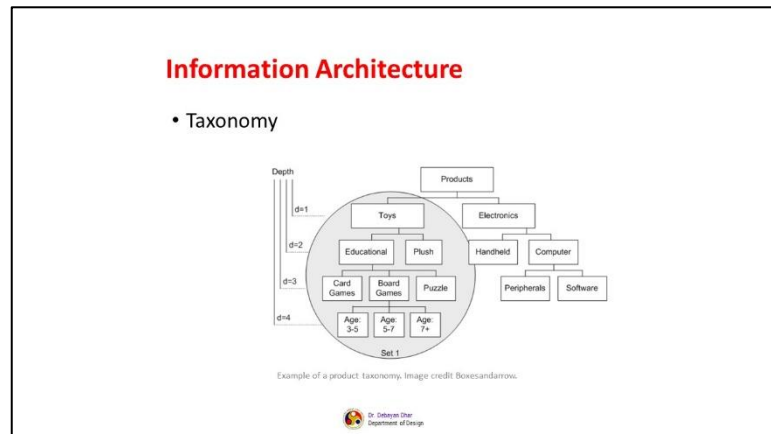 Information Architecture
• Taxonomy
Depth
Products
d=1
Toys
Electronics
d=2
Educational
Plush
Handheld
Computer
d=3
Card
Games
Board
Games
Puzzle
Peripherals
Software
d=4
Age:
3-5
Age:
5-7
Age:
7+
Set 1
Example of a product taxonomy. Image credit Boxesandarrow.
Dr. Debayan Dhar
Department of Design